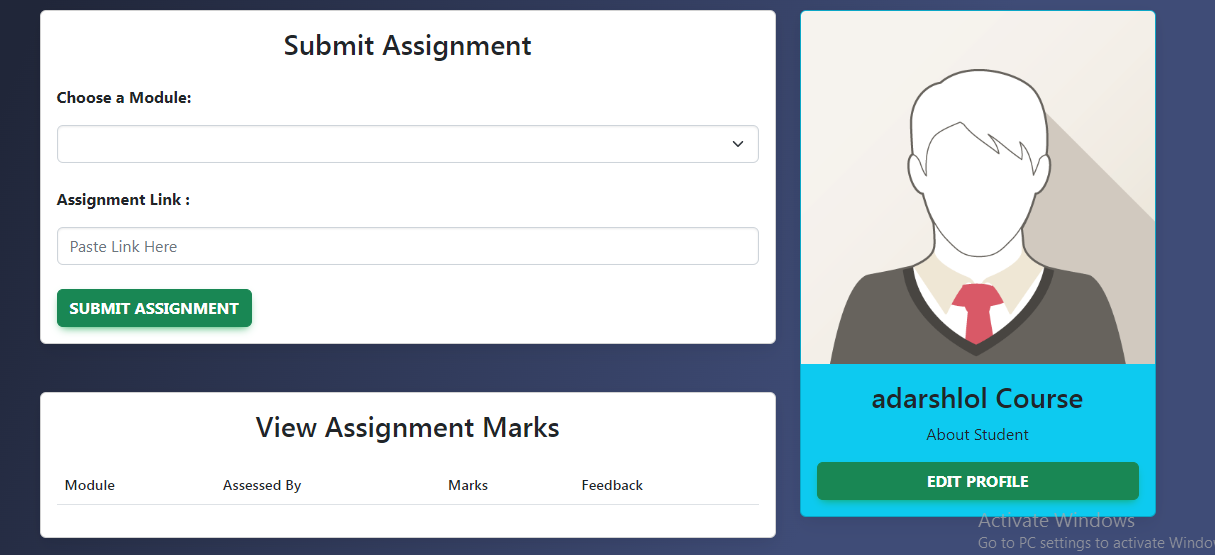 Submit Assignment
Choose a Module:
Assignment Link :
Paste Link Here
SUBMIT ASSIGNMENT
View Assignment Marks
Module Assessed By Marks Feedback
adarshlol Course
About Student
EDIT PROFILE
Activate Windows
Go to PC settings to activate Windo